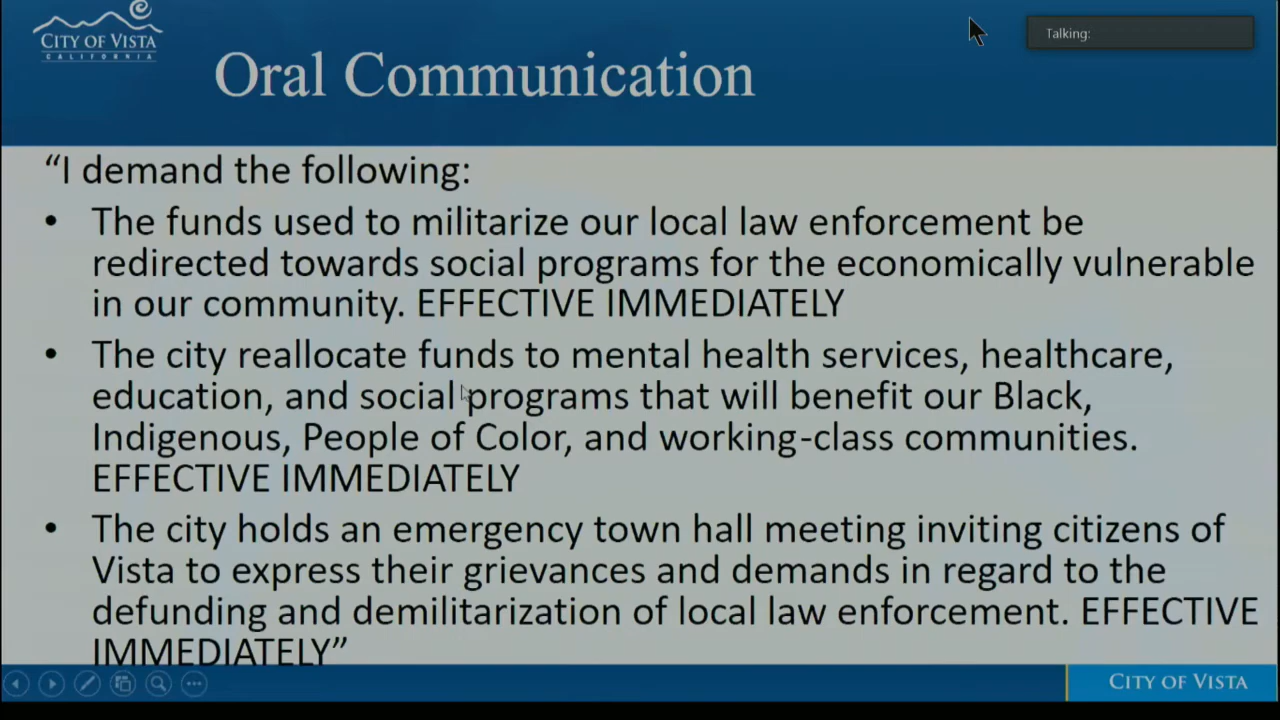 CITY OF VISTA
CALIFORNIA
Talking:
Oral Communication
“I demand the following:
• The funds used to militarize our local law enforcement be
redirected towards social programs for the economically vulnerable
in our community. EFFECTIVE IMMEDIATELY
• The city reallocate funds to mental health services, healthcare,
education, and social programs that will benefit our Black,
Indigenous, People of Color, and working-class communities.
EFFECTIVE IMMEDIATELY
• The city holds an emergency town hall meeting inviting citizens of
Vista to express their grievances and demands in regard to the
defunding and demilitarization of local law enforcement. EFFECTIVE
IMMEDIATELY”
CITY OF VISTA